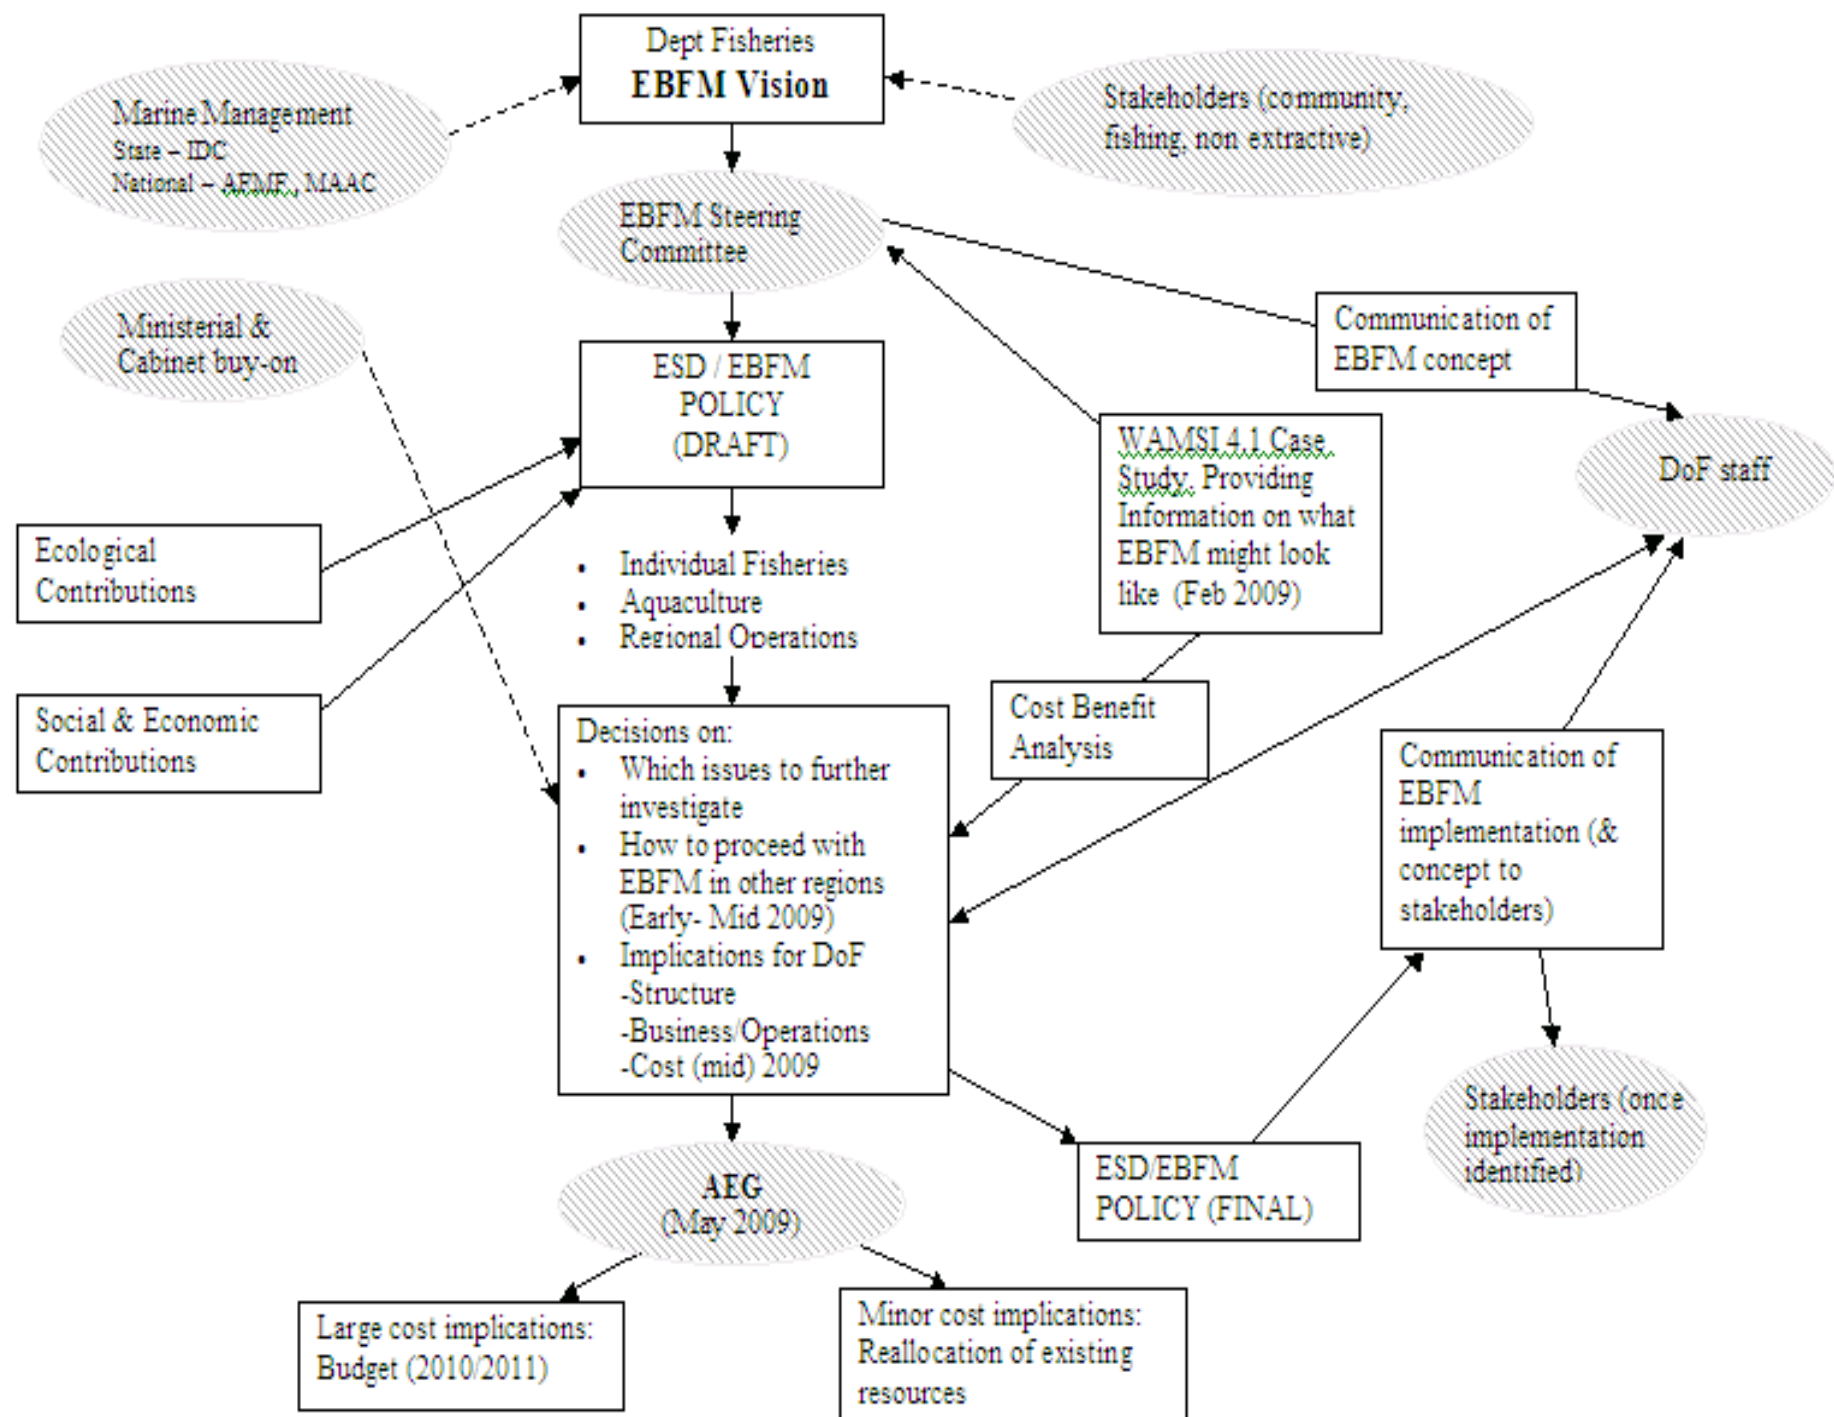 Dept Fisheries
EBFM Vision
Marine Management
State – IDC
National – AFMF, MAAC
Stakeholders (community,
fishing, non extractive)
EBFM Steering
Committee
Ministerial &
Cabinet buy-on
Communication of
EBFM concept
ESD / EBFM
POLICY
(DRAFT)
WAMSI 4.1 Case
Study. Providing
Information on what
EBFM might look
like (Feb 2009)
DoF staff
Ecological
Contributions
• Individual Fisheries
• Aquaculture
• Regional Operations
Social & Economic
Contributions
Cost Benefit
Analysis
Decisions on:
• Which issues to further
investigate
• How to proceed with
EBFM in other regions
(Early- Mid 2009)
• Implications for DoF
-Structure
-Business/Operations
-Cost (mid) 2009
Communication of
EBFM
implementation (&
concept to
stakeholders)
Stakeholders (once
implementation
identified)
AEG
(May 2009)
ESD/EBFM
POLICY (FINAL)
Large cost implications:
Budget (2010/2011)
Minor cost implications:
Reallocation of existing
resources